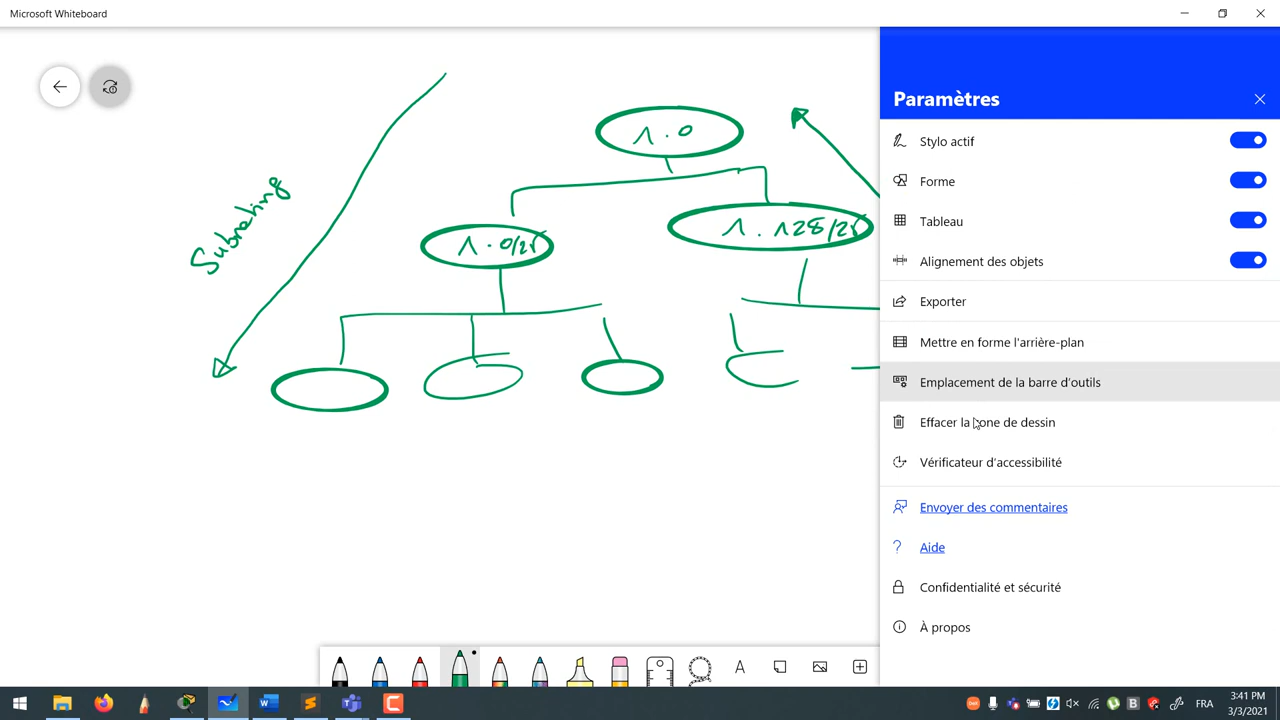 Microsoft Whiteboard
Paramètres
Stylo actif
Forme
Tableau
Alignement des objets
Exporter
Mettre en forme l'arrière-plan
Emplacement de la barre d'outils
Effacer la zone de dessin
Vérificateur d'accessibilité
Envoyer des commentaires
Aide
Confidentialité et sécurité
À propos
Subneting
1.0
1.0/25
1.128/25
A
FRA
3:41 PM
3/3/2021